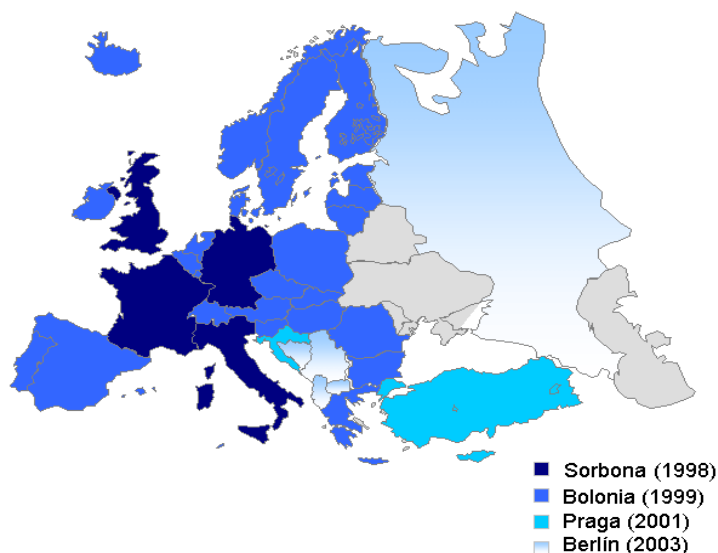 Sorbona (1998)
Bolonia (1999)
Praga (2001)
Berlín (2003)